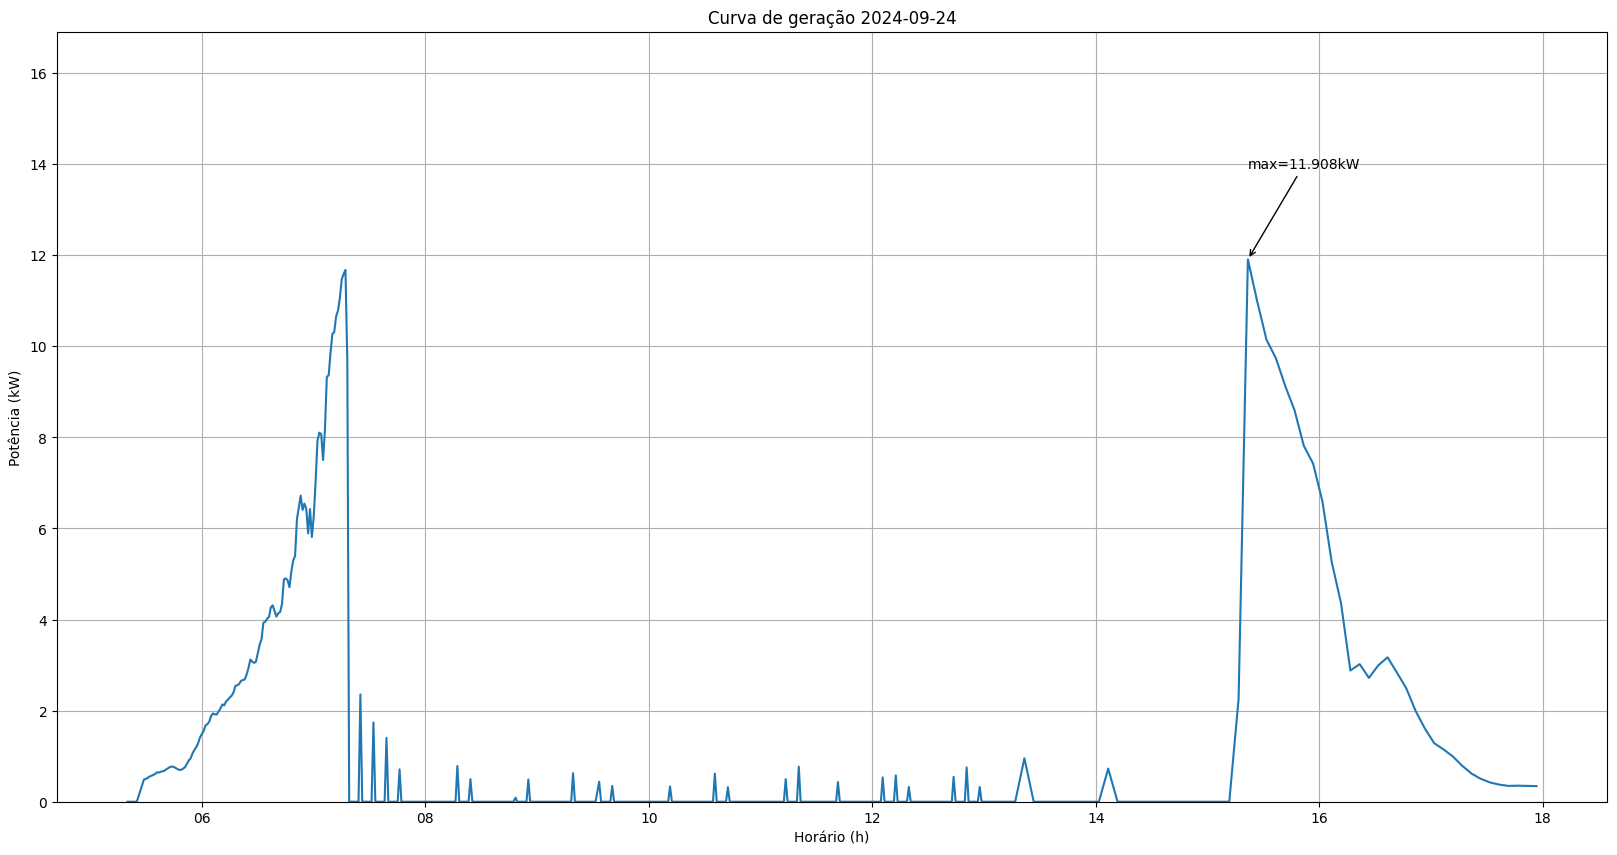 Curva de geração 2024-09-24
16
14
12
10
8
6
4
2
0
Potência (kW)
max=11.908kW
06 08 10 12 14 16 18
Horário (h)